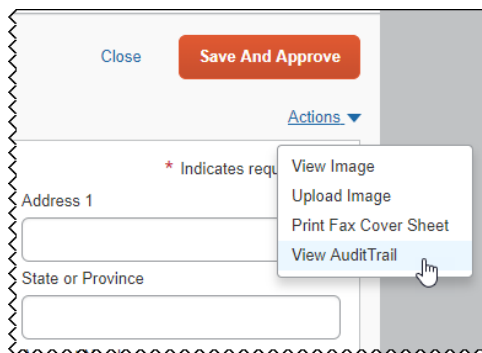 Close
Save And Approve
Actions
* Indicates requ
View Image
Upload Image
Print Fax Cover Sheet
View AuditTrail
Address 1
State or Province